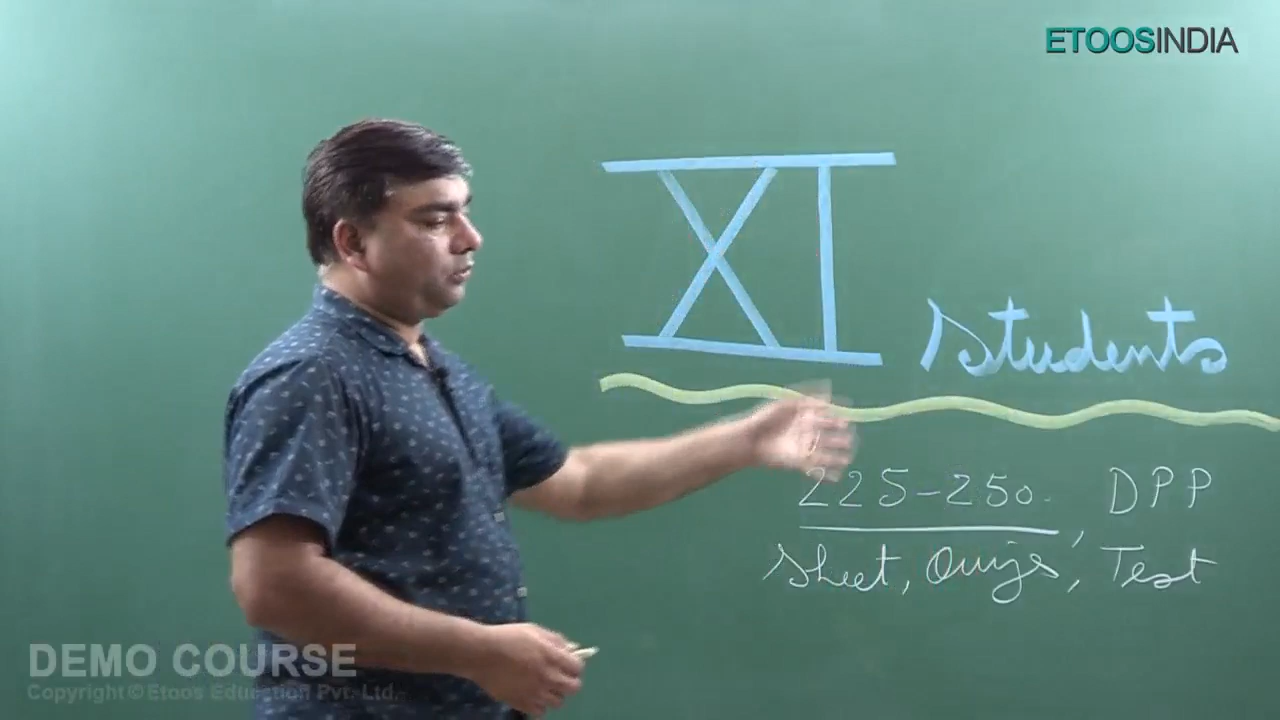 ETOOSINDIA
XI Students
225-250, DPP
Sheet, Quizs, Test
DEMO COURSE
Copyright © Etoos Education Pvt. Ltd.